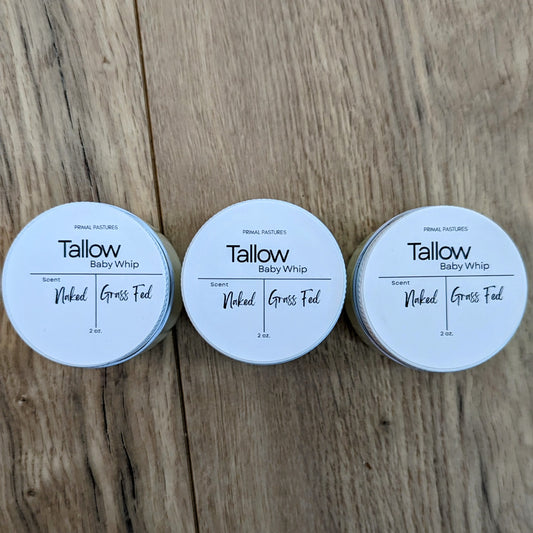 PRIMAL PASTURES
Tallow
Baby Whip
Scent
Naked
Grass Fed
2 oz.
PRIMAL PASTURES
Tallow
Baby Whip
Scent
Naked
Grass Fed
2 oz.
PRIMAL PASTURES
Tallow
Baby Whip
Scent
Naked
Grass Fed
2 oz.